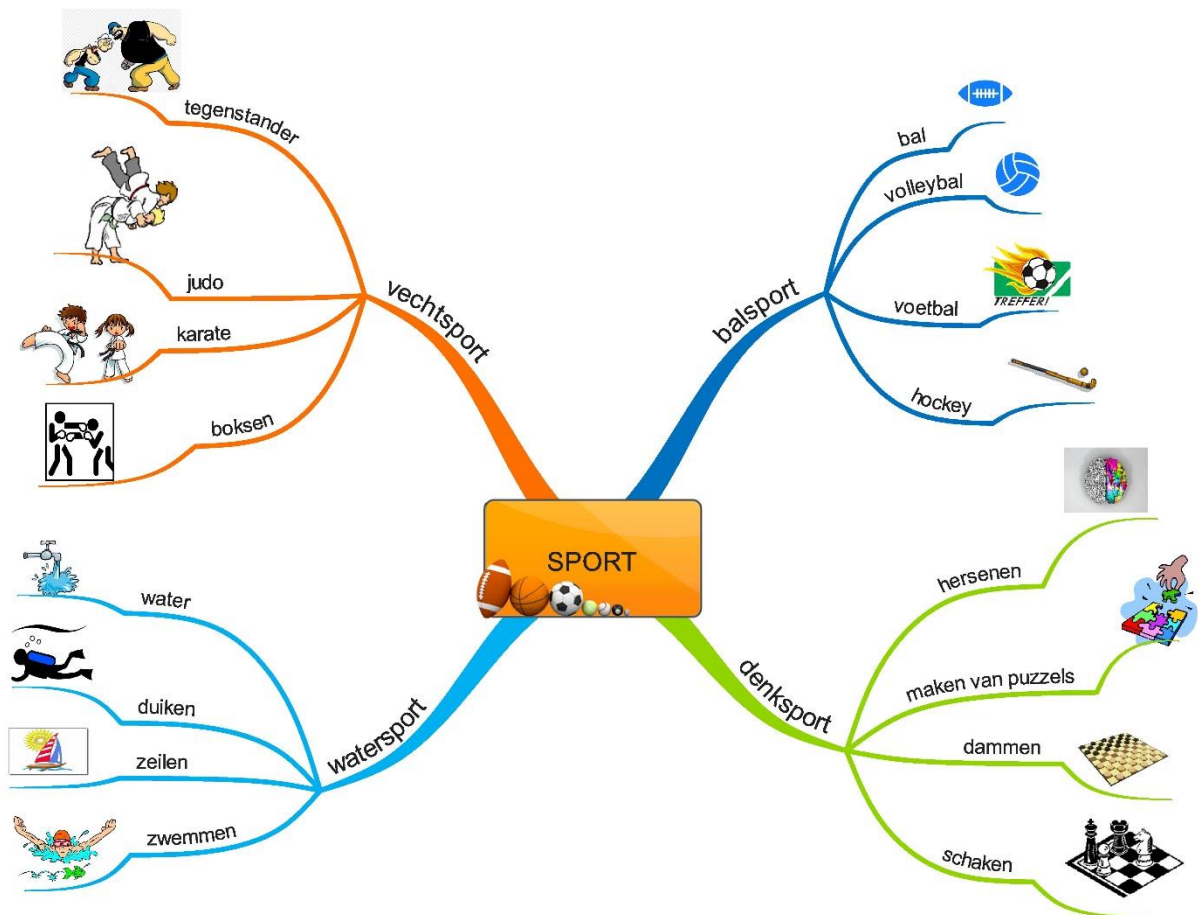 SPORT
vechtsport
tegenstander
judo
karate
boksen
balsport
bal
volleybal
voetbal
TREFFER!
hockey
watersport
water
duiken
zeilen
zwemmen
denksport
hersenen
maken van puzzels
dammen
schaken